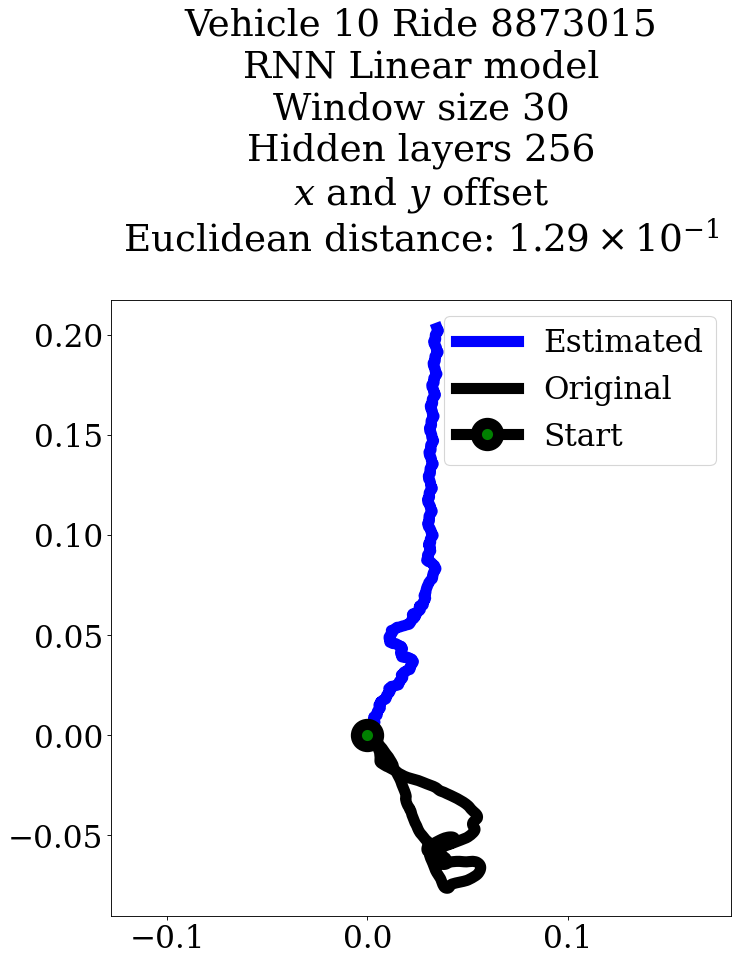 Vehicle 10 Ride 8873015
RNN Linear model
Window size 30
Hidden layers 256
x and y offset
Euclidean distance: 1.29 × 10⁻¹
Estimated
Original
Start
0.20
0.15
0.10
0.05
0.00
−0.05
−0.1
0.0
0.1